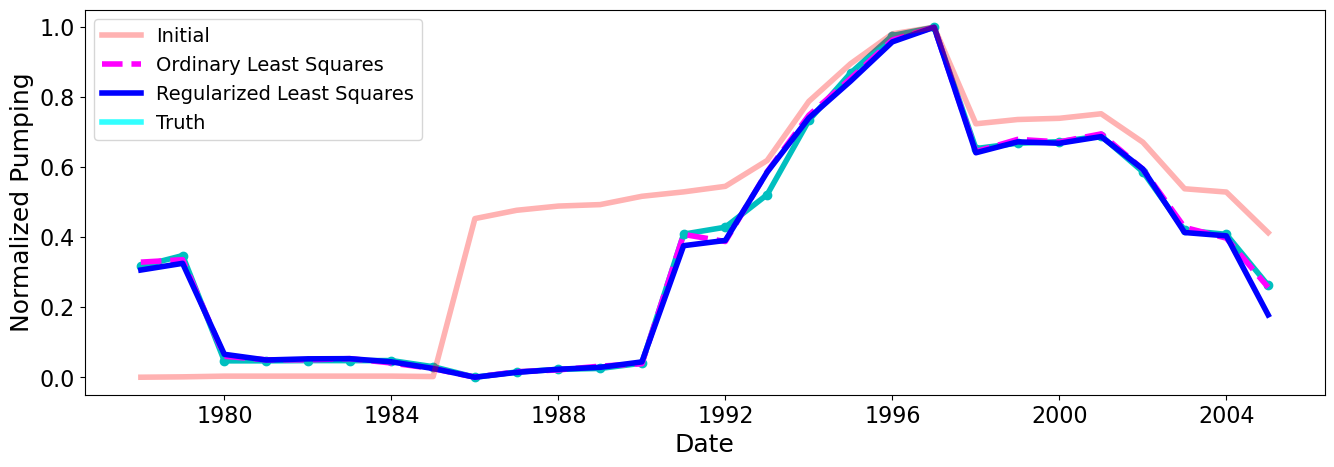 Initial
Ordinary Least Squares
Regularized Least Squares
Truth
Normalized Pumping
1.0
0.8
0.6
0.4
0.2
0.0
1980
1984
1988
1992
1996
2000
2004
Date